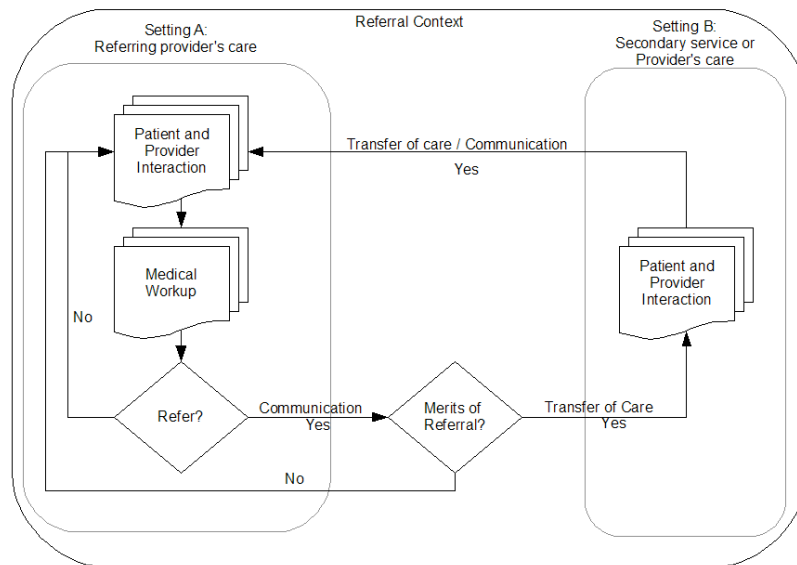 Referral Context
Setting A:
Referring provider's care
Setting B:
Secondary service or
Provider's care
Patient and
Provider
Interaction
Transfer of care / Communication
Yes
Medical
Workup
Patient and
Provider
Interaction
No
Refer?
Communication
Yes
Merits of
Referral?
Transfer of Care
Yes
No